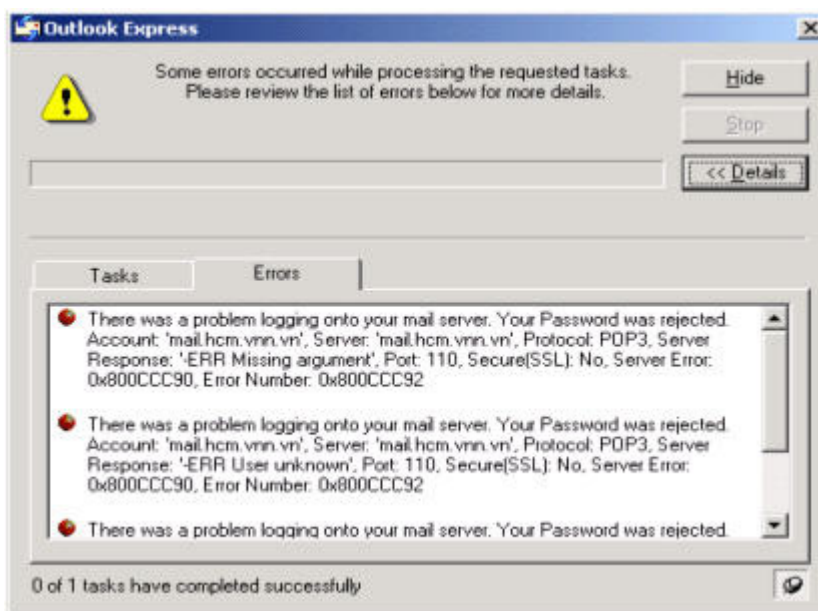 Outlook Express
Some errors occurred while processing the requested tasks.
Please review the list of errors below for more details.
Hide
Stop
<< Details
Tasks
Errors
There was a problem logging onto your mail server. Your Password was rejected.
Account: 'mail.hcm.vnn.vn', Server: 'mail.hcm.vnn.vn', Protocol: POP3, Server
Response: '-ERR Missing argument', Port: 110, Secure(SSL): No, Server Error:
0x800CCC90, Error Number: 0x800CCC92
There was a problem logging onto your mail server. Your Password was rejected.
Account: 'mail.hcm.vnn.vn', Server: 'mail.hcm.vnn.vn', Protocol: POP3, Server
Response: '-ERR User unknown', Port: 110, Secure(SSL): No, Server Error:
0x800CCC90, Error Number: 0x800CCC92
There was a problem logging onto your mail server. Your Password was rejected.
0 of 1 tasks have completed successfully